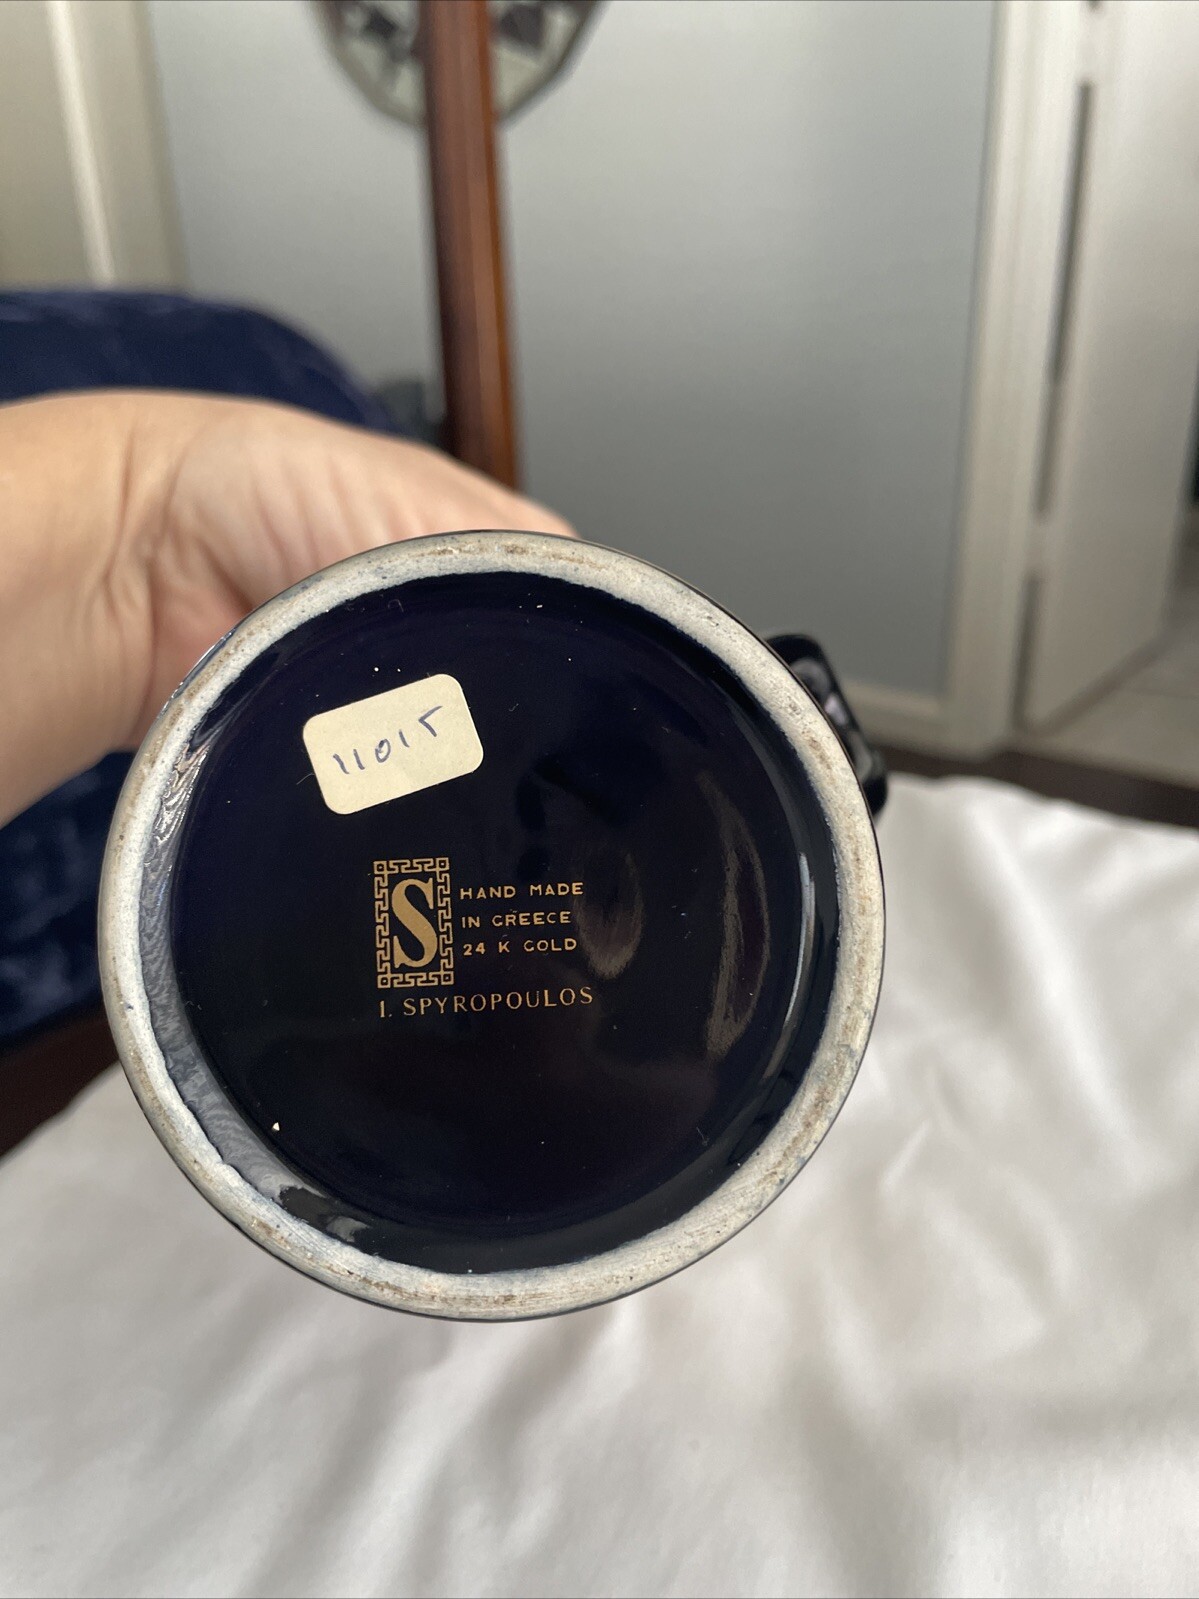 11015
S
HAND MADE
IN GREECE
24 K GOLD
I. SPYROPOULOS